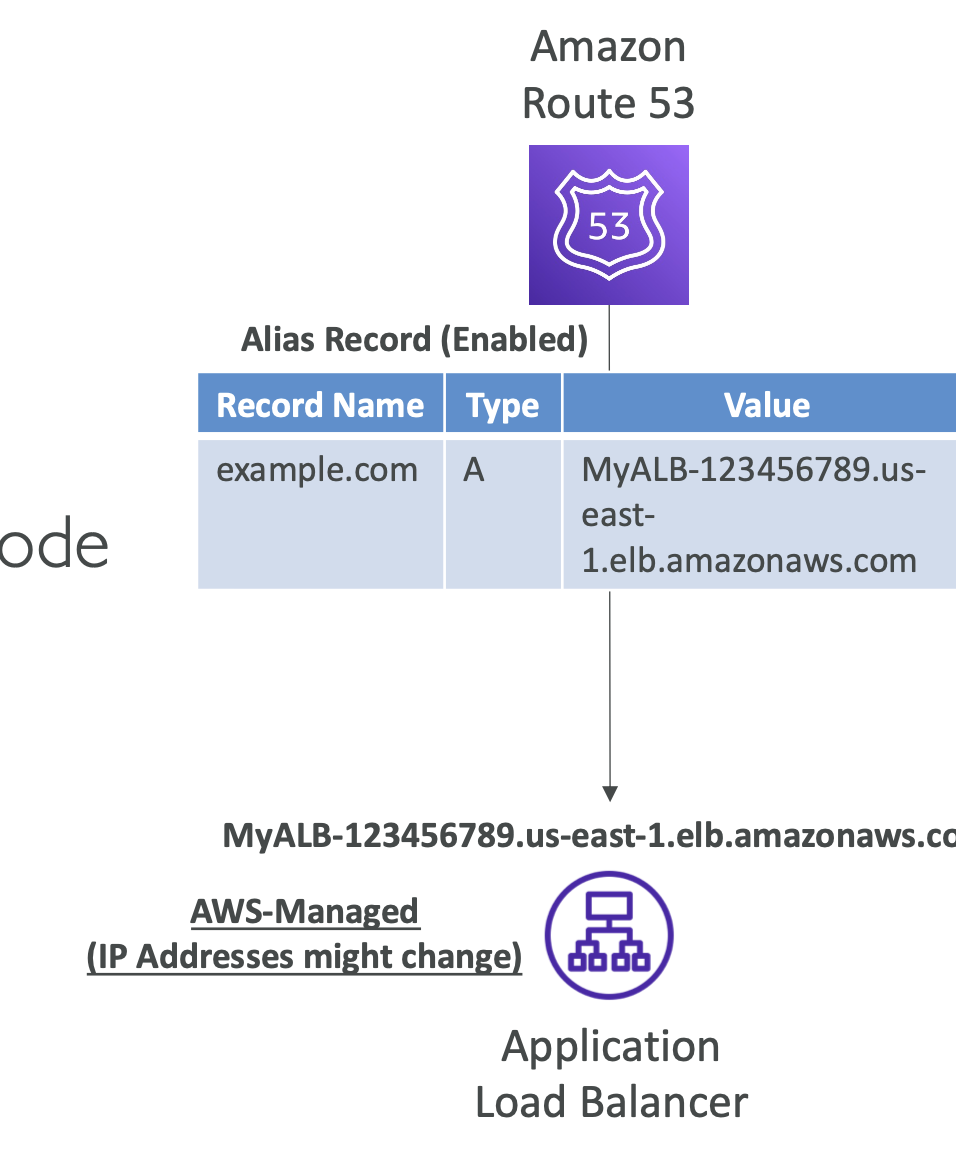 Amazon
Route 53
53
Alias Record (Enabled)
Record Name Type Value
example.com A MyALB-123456789.us-
east-
1.elb.amazonaws.com
ode
MyALB-123456789.us-east-1.elb.amazonaws.co
AWS-Managed
(IP Addresses might change)
Application
Load Balancer